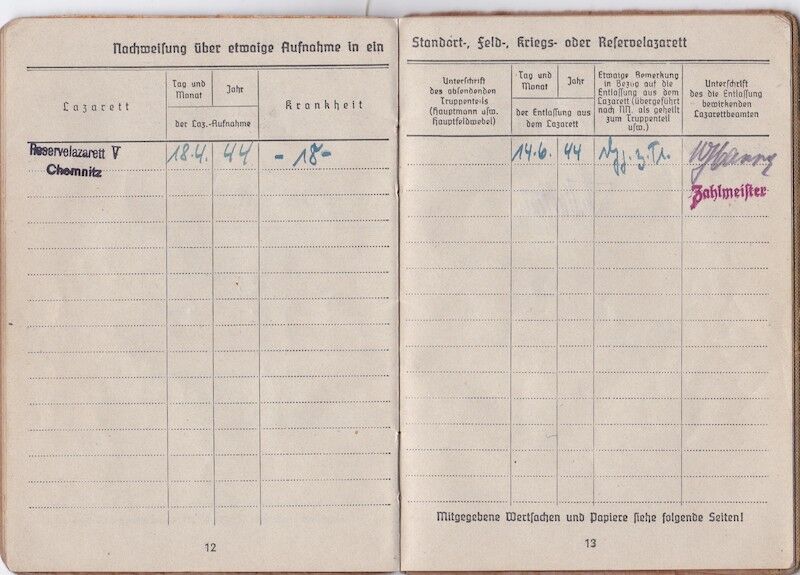 Nachweisung über etwaige Aufnahme in ein
Lazarett
Tag und
Monat
Jahr
der Laz.-Aufnahme
Krankheit
Reservelazarett V
Chemnitz
18.4.
44
- 18 -
12
Standort-, Feld-, Kriegs- oder Reservelazarett
Unterschrift
des absendenden
Truppenteils
(Hauptmann usw.
Hauptfeldwebel)
Tag und
Monat
Jahr
der Entlassung aus
dem Lazarett
Etwaige Bemerkung
in Bezug auf die
Entlassung aus dem
Lazarett (übergeführt
nach NN. als geheilt
zum Truppenteil
usw.)
Unterschrift
des die Entlassung
bewirkenden
Lazarettbeamten
14.6.
44
z. Tr.
Zahlmeister
Mitgegebene Wertsachen und Papiere siehe folgende Seiten!
13